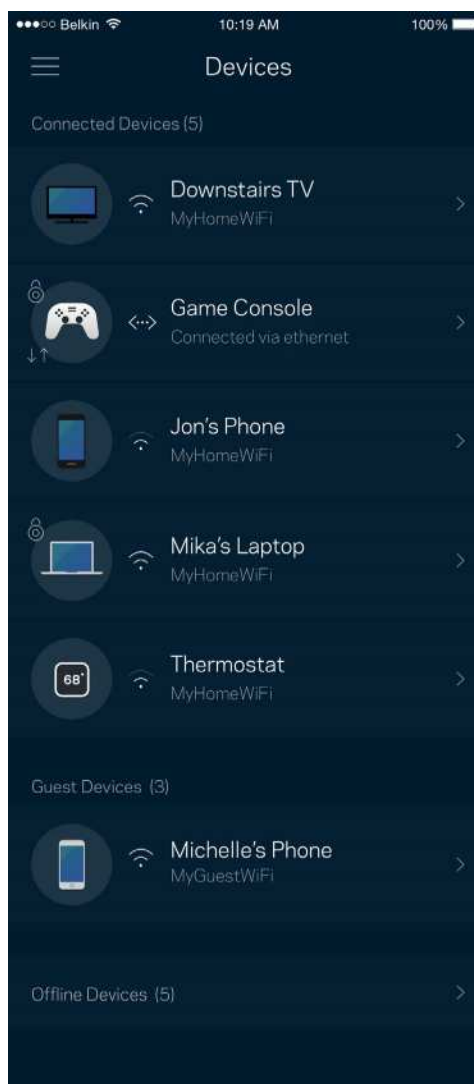 Belkin 10:19 AM 100%
Devices
Connected Devices (5)
Downstairs TV
MyHomeWiFi
Game Console
Connected via ethernet
Jon's Phone
MyHomeWiFi
Mika's Laptop
MyHomeWiFi
68°
Thermostat
MyHomeWiFi
Guest Devices (3)
Michelle's Phone
MyGuestWiFi
Offline Devices (5)